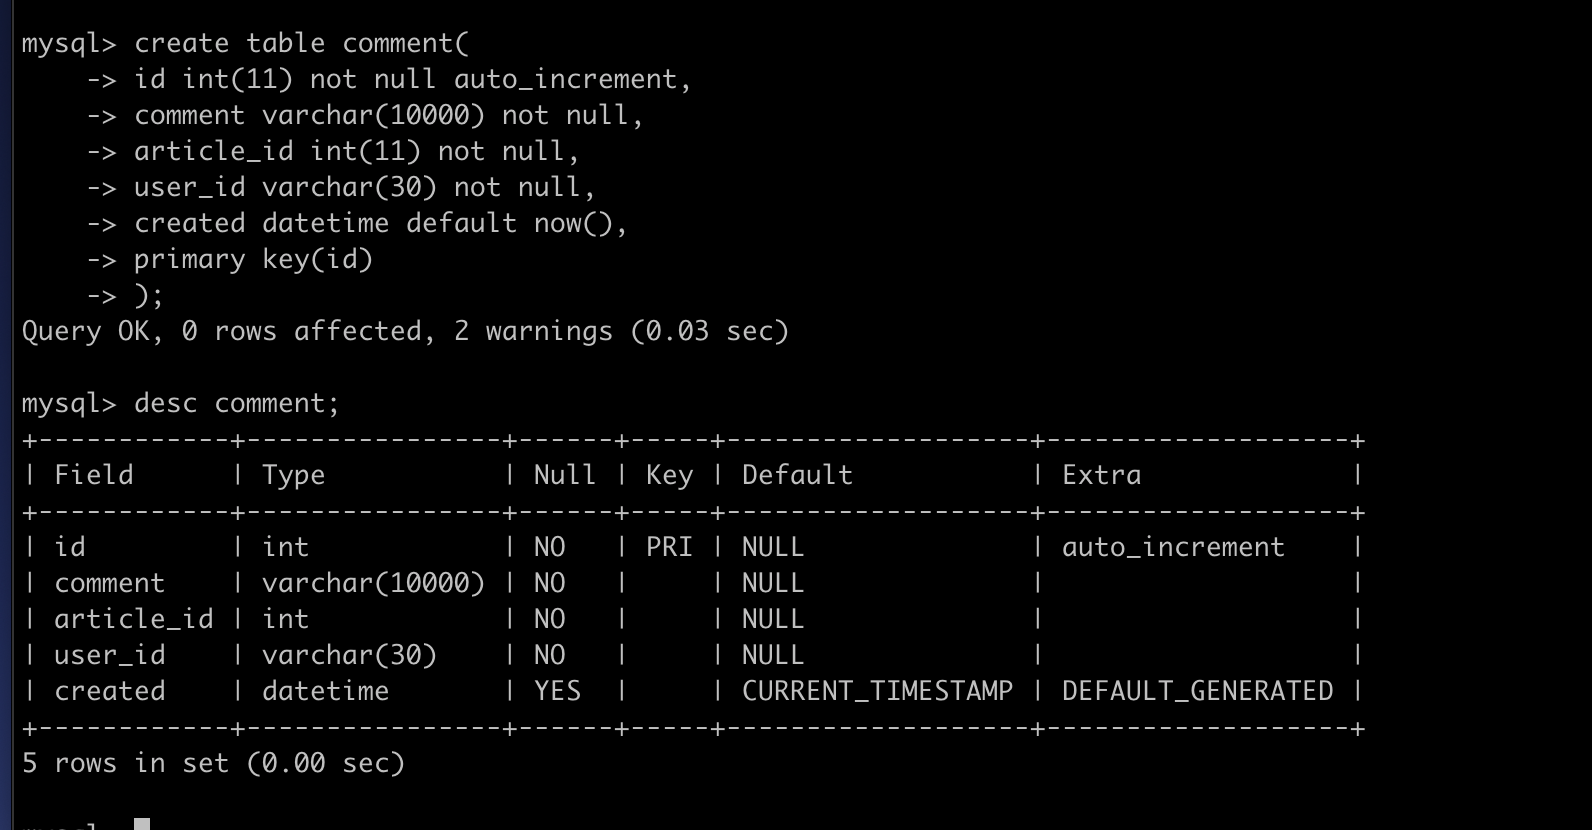 mysql> create table comment(
    -> id int(11) not null auto_increment,
    -> comment varchar(10000) not null,
    -> article_id int(11) not null,
    -> user_id varchar(30) not null,
    -> created datetime default now(),
    -> primary key(id)
    -> );
Query OK, 0 rows affected, 2 warnings (0.03 sec)

mysql> desc comment;
+------------+----------------+------+-----+-------------------+-------------------+
| Field      | Type           | Null | Key | Default           | Extra             |
+------------+----------------+------+-----+-------------------+-------------------+
| id         | int            | NO   | PRI | NULL              | auto_increment    |
| comment    | varchar(10000) | NO   |     | NULL              |                   |
| article_id | int            | NO   |     | NULL              |                   |
| user_id    | varchar(30)    | NO   |     | NULL              |                   |
| created    | datetime       | YES  |     | CURRENT_TIMESTAMP | DEFAULT_GENERATED |
+------------+----------------+------+-----+-------------------+-------------------+
5 rows in set (0.00 sec)